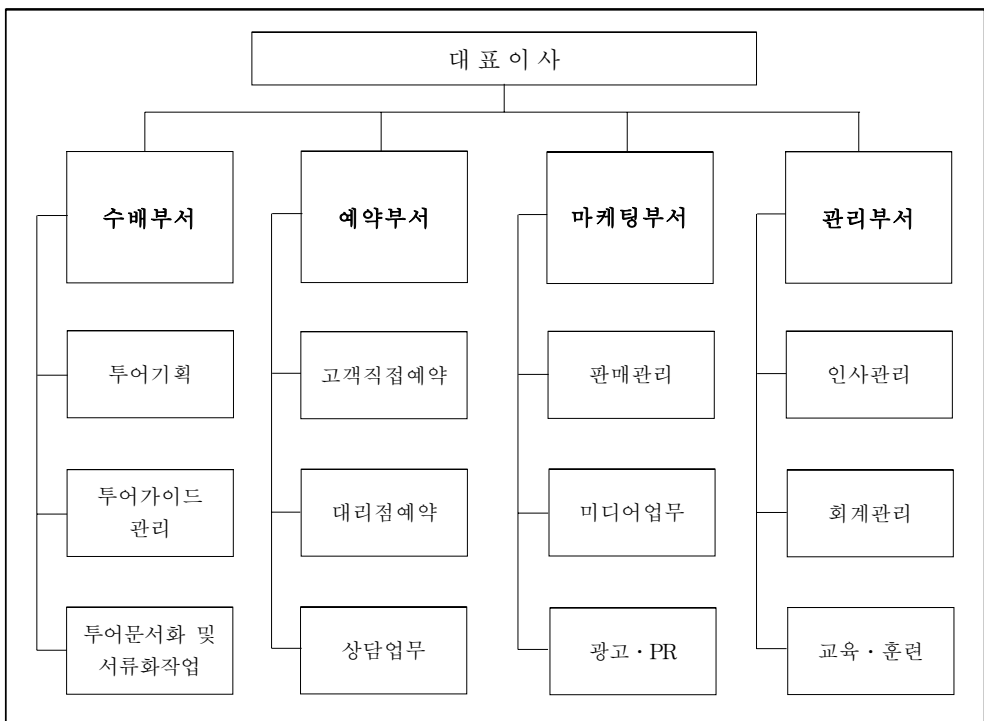 대표이사
수배부서
예약부서
마케팅부서
관리부서
투어기획
고객직접예약
판매관리
인사관리
투어가이드
관리
대리점예약
미디어업무
회계관리
투어문서화 및
서류화작업
상담업무
광고·PR
교육·훈련